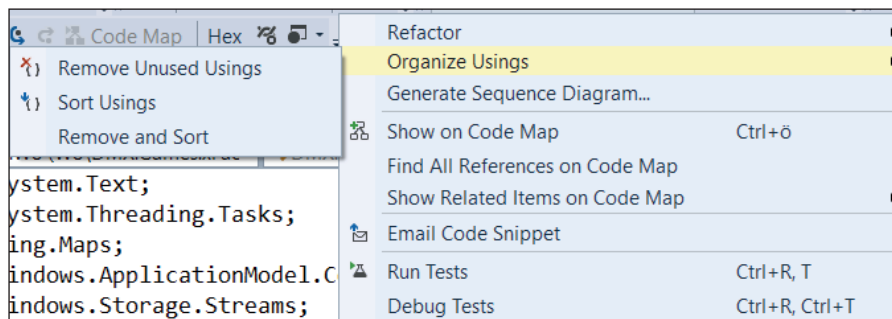 Code Map Hex
Remove Unused Usings
Sort Usings
Remove and Sort
ystem.Text;
ystem.Threading.Tasks;
ing.Maps;
indows.ApplicationModel.C
indows.Storage.Streams;
Refactor
Organize Usings
Generate Sequence Diagram...
Show on Code Map Ctrl+ö
Find All References on Code Map
Show Related Items on Code Map
Email Code Snippet
Run Tests Ctrl+R, T
Debug Tests Ctrl+R, Ctrl+T